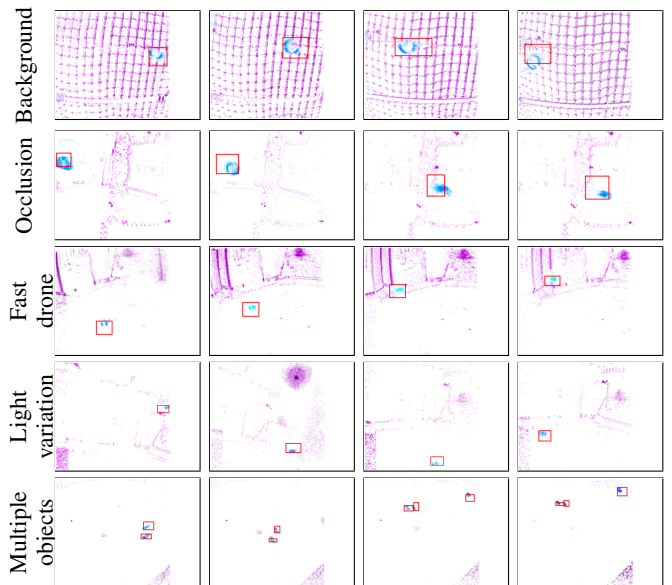 Background
Occlusion
Fast
drone
Light
variation
Multiple
objects